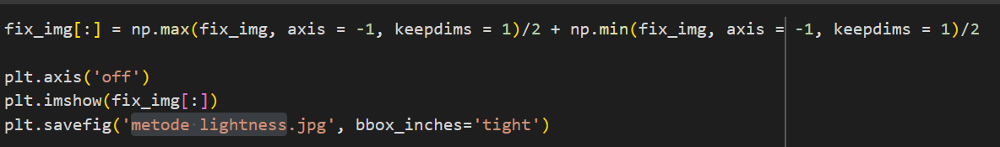 fix_img[:] = np.max(fix_img, axis = -1, keepdims = 1)/2 + np.min(fix_img, axis = -1, keepdims = 1)/2
plt.axis('off')
plt.imshow(fix_img[:])
plt.savefig('metode lightness.jpg', bbox_inches='tight')